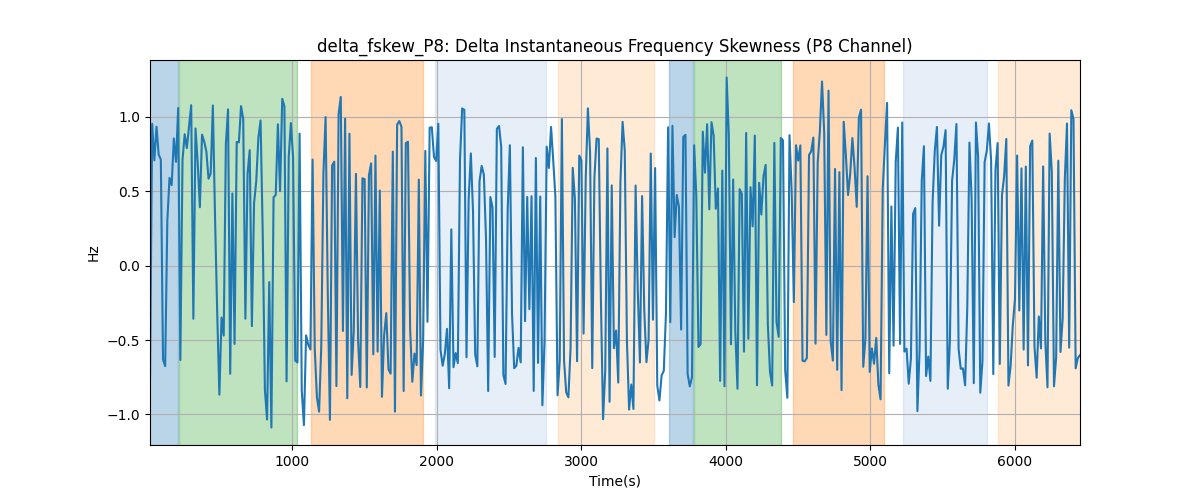 delta_fskew_P8: Delta Instantaneous Frequency Skewness (P8 Channel)
1.0
0.5
0.0
−0.5
−1.0
Hz
1000 2000 3000 4000 5000 6000
Time(s)